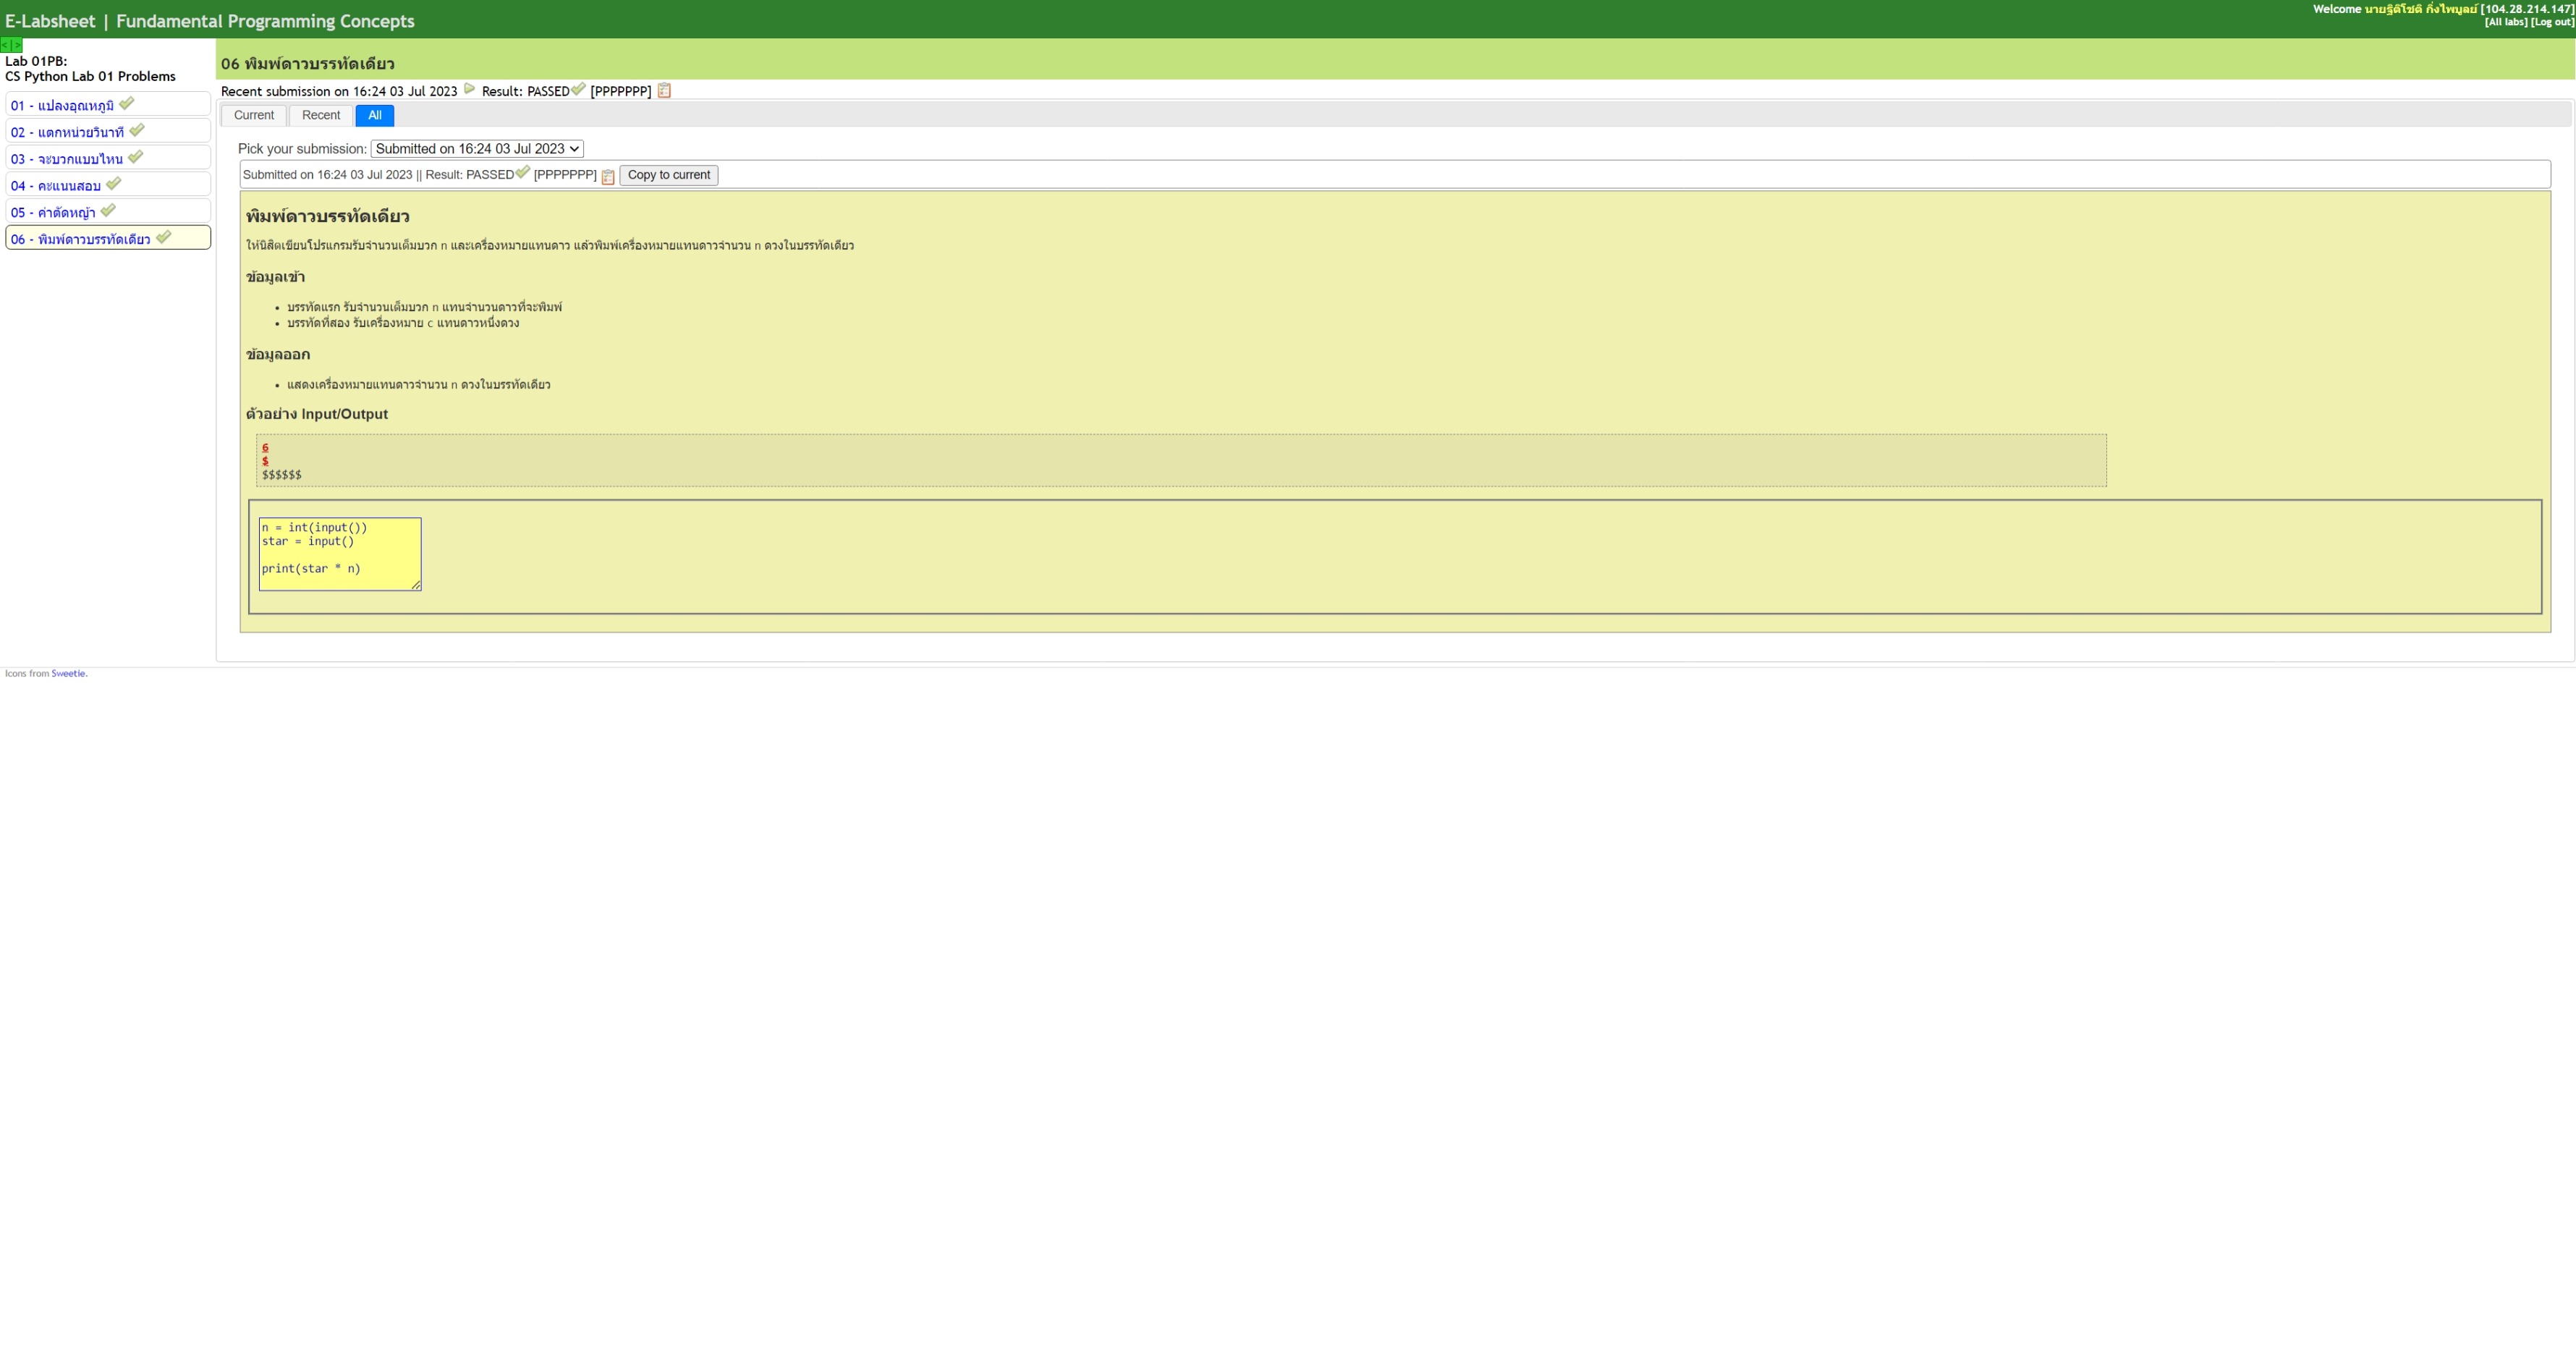 E-Labsheet | Fundamental Programming Concepts
Welcome นายฐิติโชติ กิ่งไพบูลย์ [104.28.214.147]
[All labs] [Log out]
<|>
Lab 01PB:
CS Python Lab 01 Problems
01 - แปลงอุณหภูมิ
02 - แตกหน่วยวินาที
03 - จะบวกแบบไหน
04 - คะแนนสอบ
05 - ค่าตัดหญ้า
06 - พิมพ์ดาวบรรทัดเดียว
06 พิมพ์ดาวบรรทัดเดียว
Recent submission on 16:24 03 Jul 2023 Result: PASSED [PPPPPPP]
Current Recent All
Pick your submission: Submitted on 16:24 03 Jul 2023
Submitted on 16:24 03 Jul 2023 || Result: PASSED [PPPPPPP] Copy to current
พิมพ์ดาวบรรทัดเดียว
ให้นิสิตเขียนโปรแกรมรับจำนวนเต็มบวก n และเครื่องหมายแทนดาว แล้วพิมพ์เครื่องหมายแทนดาวจำนวน n ดวงในบรรทัดเดียว
ข้อมูลเข้า
• บรรทัดแรก รับจำนวนเต็มบวก n แทนจำนวนดาวที่จะพิมพ์
• บรรทัดที่สอง รับเครื่องหมาย c แทนดาวหนึ่งดวง
ข้อมูลออก
• แสดงเครื่องหมายแทนดาวจำนวน n ดวงในบรรทัดเดียว
ตัวอย่าง Input/Output
6
$
$$$$$$
n = int(input())
star = input()
print(star * n)
Icons from Sweetie.